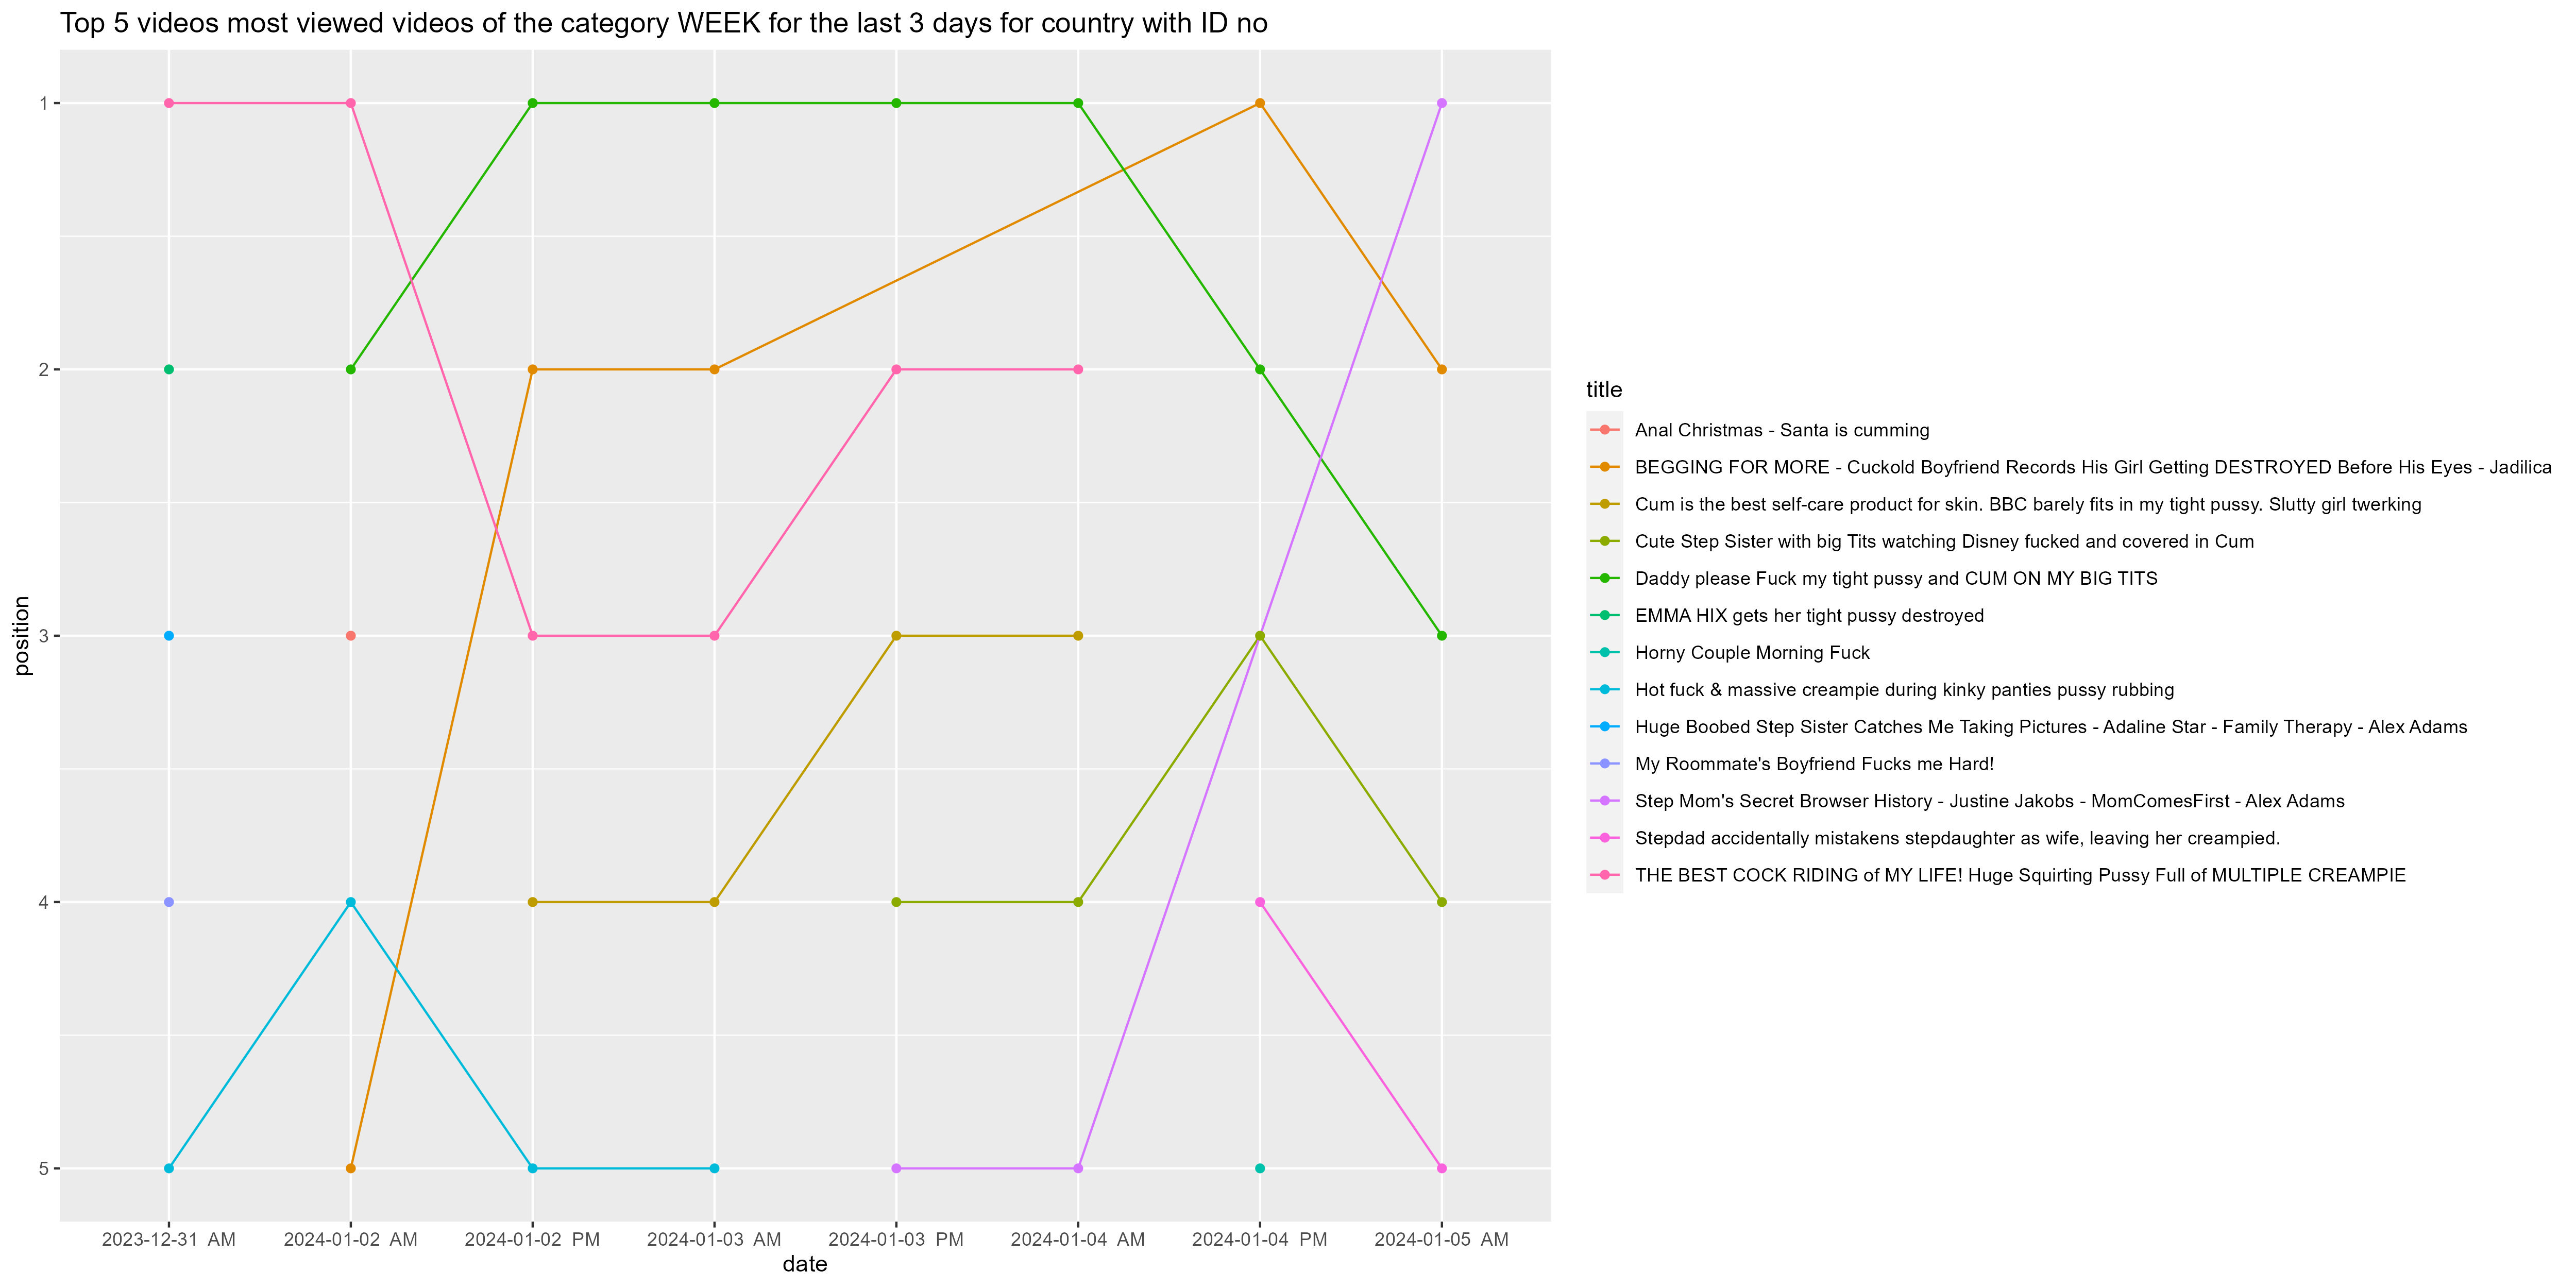 Top 5 videos most viewed videos of the category WEEK for the last 3 days for country with ID no
position
1
2
3
4
5
2023-12-31 AM
2024-01-02 AM
2024-01-02 PM
2024-01-03 AM
2024-01-03 PM
2024-01-04 AM
2024-01-04 PM
2024-01-05 AM
date
title
Anal Christmas - Santa is cumming
BEGGING FOR MORE - Cuckold Boyfriend Records His Girl Getting DESTROYED Before His Eyes - Jadilica
Cum is the best self-care product for skin. BBC barely fits in my tight pussy. Slutty girl twerking
Cute Step Sister with big Tits watching Disney fucked and covered in Cum
Daddy please Fuck my tight pussy and CUM ON MY BIG TITS
EMMA HIX gets her tight pussy destroyed
Horny Couple Morning Fuck
Hot fuck & massive creampie during kinky panties pussy rubbing
Huge Boobed Step Sister Catches Me Taking Pictures - Adaline Star - Family Therapy - Alex Adams
My Roommate's Boyfriend Fucks me Hard!
Step Mom's Secret Browser History - Justine Jakobs - MomComesFirst - Alex Adams
Stepdad accidentally mistakens stepdaughter as wife, leaving her creampied.
THE BEST COCK RIDING of MY LIFE! Huge Squirting Pussy Full of MULTIPLE CREAMPIE